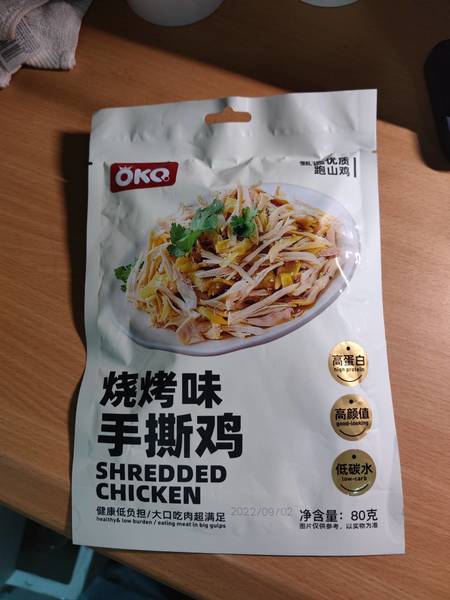 OKO
甄选优质
跑山鸡
高蛋白
high protein
高颜值
good-looking
低碳水
low-carb
烧烤味
手撕鸡
SHREDDED
CHICKEN
健康低负担/大口吃肉超满足
healthy& low burden / eating meat in big gulps
2022/09/02
净含量：80克
图片仅供参考，以实物为准